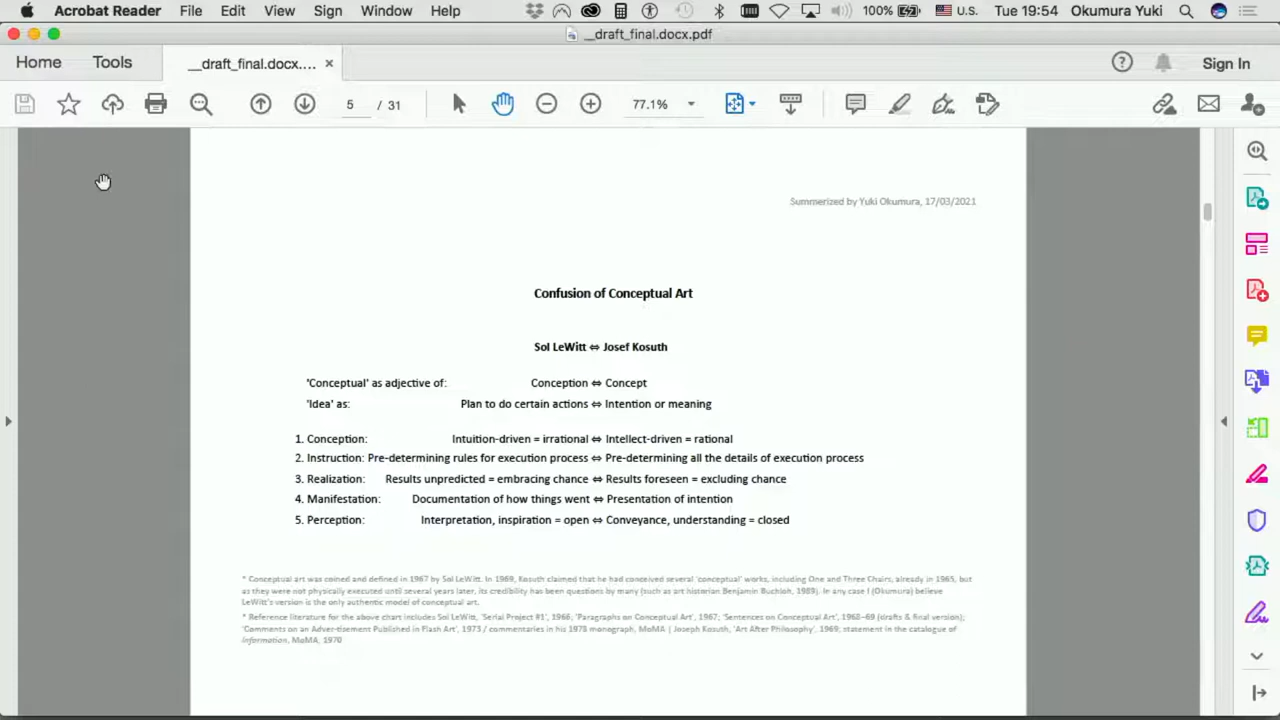 Acrobat Reader File Edit View Sign Window Help 100% U.S. Tue 19:54 Okumura Yuki
__draft_final.docx.pdf
Home Tools __draft_final.docx.... × Sign In
5 / 31 77.1%
Summerized by Yuki Okumura, 17/03/2021
Confusion of Conceptual Art
Sol LeWitt ⇔ Josef Kosuth
'Conceptual' as adjective of: Conception ⇔ Concept
'Idea' as: Plan to do certain actions ⇔ Intention or meaning
1. Conception: Intuition-driven = irrational ⇔ Intellect-driven = rational
2. Instruction: Pre-determining rules for execution process ⇔ Pre-determining all the details of execution process
3. Realization: Results unpredicted = embracing chance ⇔ Results foreseen = excluding chance
4. Manifestation: Documentation of how things went ⇔ Presentation of intention
5. Perception: Interpretation, inspiration = open ⇔ Conveyance, understanding = closed
* Conceptual art was coined and defined in 1967 by Sol LeWitt. In 1969, Kosuth claimed that he had conceived several 'conceptual' works, including One and Three Chairs, already in 1965, but
as they were not physically executed until several years later, its credibility has been questions by many (such as art historian Benjamin Buchloh, 1989). In any case I (Okumura) believe
LeWitt's version is the only authentic model of conceptual art.
* Reference literature for the above chart includes Sol LeWitt, 'Serial Project #1', 1966; 'Paragraphs on Conceptual Art', 1967; 'Sentences on Conceptual Art', 1968–69 (drafts & final version);
'Comments on an Adver-tisement Published in Flash Art', 1973 / commentaries in his 1978 monograph, MoMA | Joseph Kosuth, 'Art After Philosophy', 1969; statement in the catalogue of
Information, MoMA, 1970